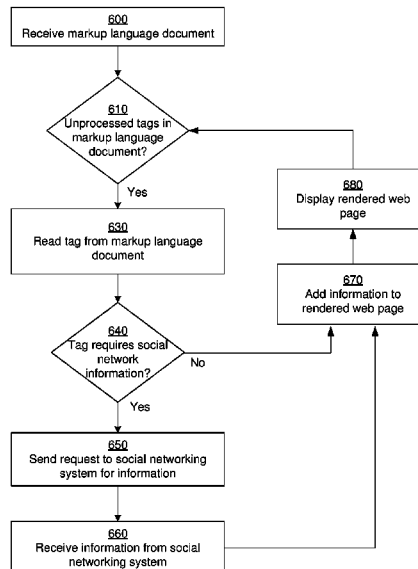 600
Receive markup language document
610
Unprocessed tags in
markup language
document?
Yes
630
Read tag from markup language
document
640
Tag requires social
network
information?
No
Yes
650
Send request to social networking
system for information
660
Receive information from social
networking system
670
Add information to
rendered web page
680
Display rendered web
page